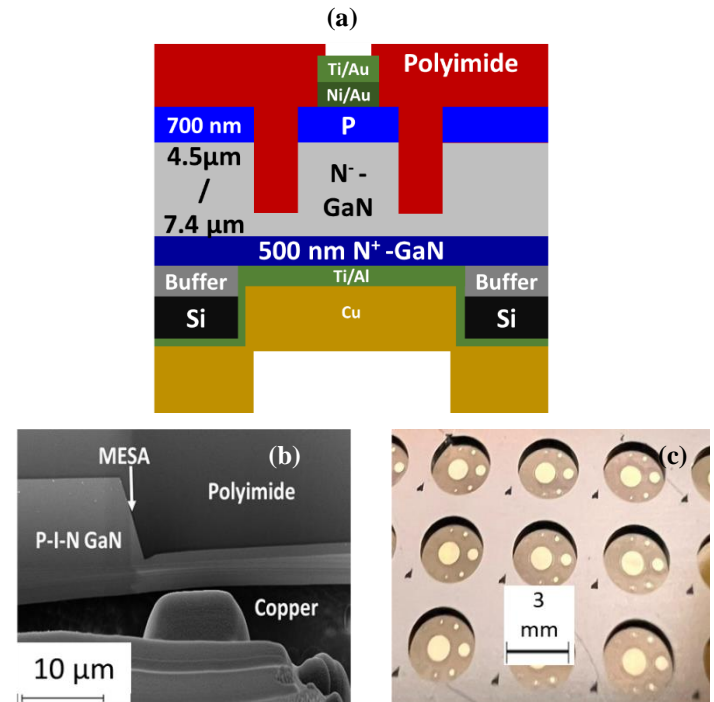 (a)
Ti/Au
Polyimide
Ni/Au
700 nm
P
4.5μm
/
7.4 μm
N⁻ -
GaN
500 nm N⁺ -GaN
Ti/Al
Buffer
Buffer
Si
Cu
Si
MESA
(b)
Polyimide
P-I-N GaN
Copper
10 μm
(c)
3
mm